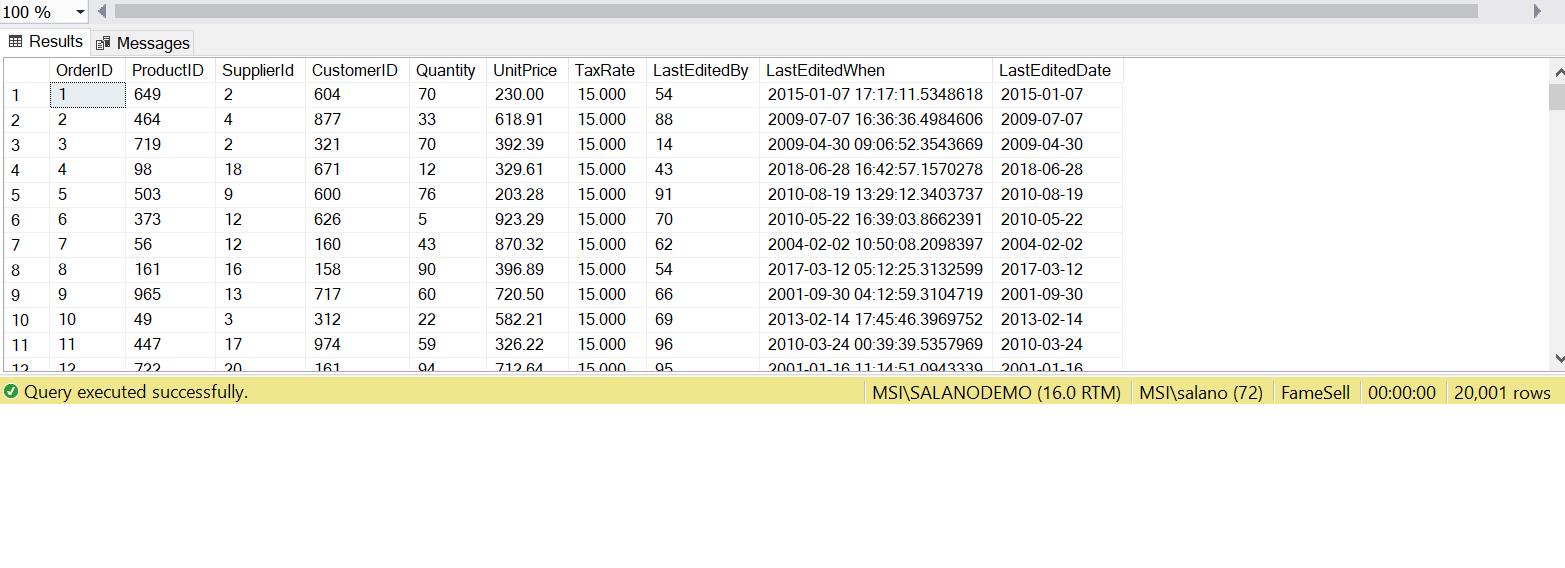 100 %
Results Messages
OrderID ProductID SupplierId CustomerID Quantity UnitPrice TaxRate LastEditedBy LastEditedWhen LastEditedDate
1 1 649 2 604 70 230.00 15.000 54 2015-01-07 17:17:11.5348618 2015-01-07
2 2 464 4 877 33 618.91 15.000 88 2009-07-07 16:36:36.4984606 2009-07-07
3 3 719 2 321 70 392.39 15.000 14 2009-04-30 09:06:52.3543669 2009-04-30
4 4 98 18 671 12 329.61 15.000 43 2018-06-28 16:42:57.1570278 2018-06-28
5 5 503 9 600 76 203.28 15.000 91 2010-08-19 13:29:12.3403737 2010-08-19
6 6 373 12 626 5 923.29 15.000 70 2010-05-22 16:39:03.8662391 2010-05-22
7 7 56 12 160 43 870.32 15.000 62 2004-02-02 10:50:08.2098397 2004-02-02
8 8 161 16 158 90 396.89 15.000 54 2017-03-12 05:12:25.3132599 2017-03-12
9 9 965 13 717 60 720.50 15.000 66 2001-09-30 04:12:59.3104719 2001-09-30
10 10 49 3 312 22 582.21 15.000 69 2013-02-14 17:45:46.3969752 2013-02-14
11 11 447 17 974 59 326.22 15.000 96 2010-03-24 00:39:39.5357969 2010-03-24
12 12 722 20 161 94 712.64 15.000 95 2001-01-16 11:14:51.0943339 2001-01-16
Query executed successfully. MSI\SALANODEMO (16.0 RTM) MSI\salano (72) FameSell 00:00:00 20,001 rows